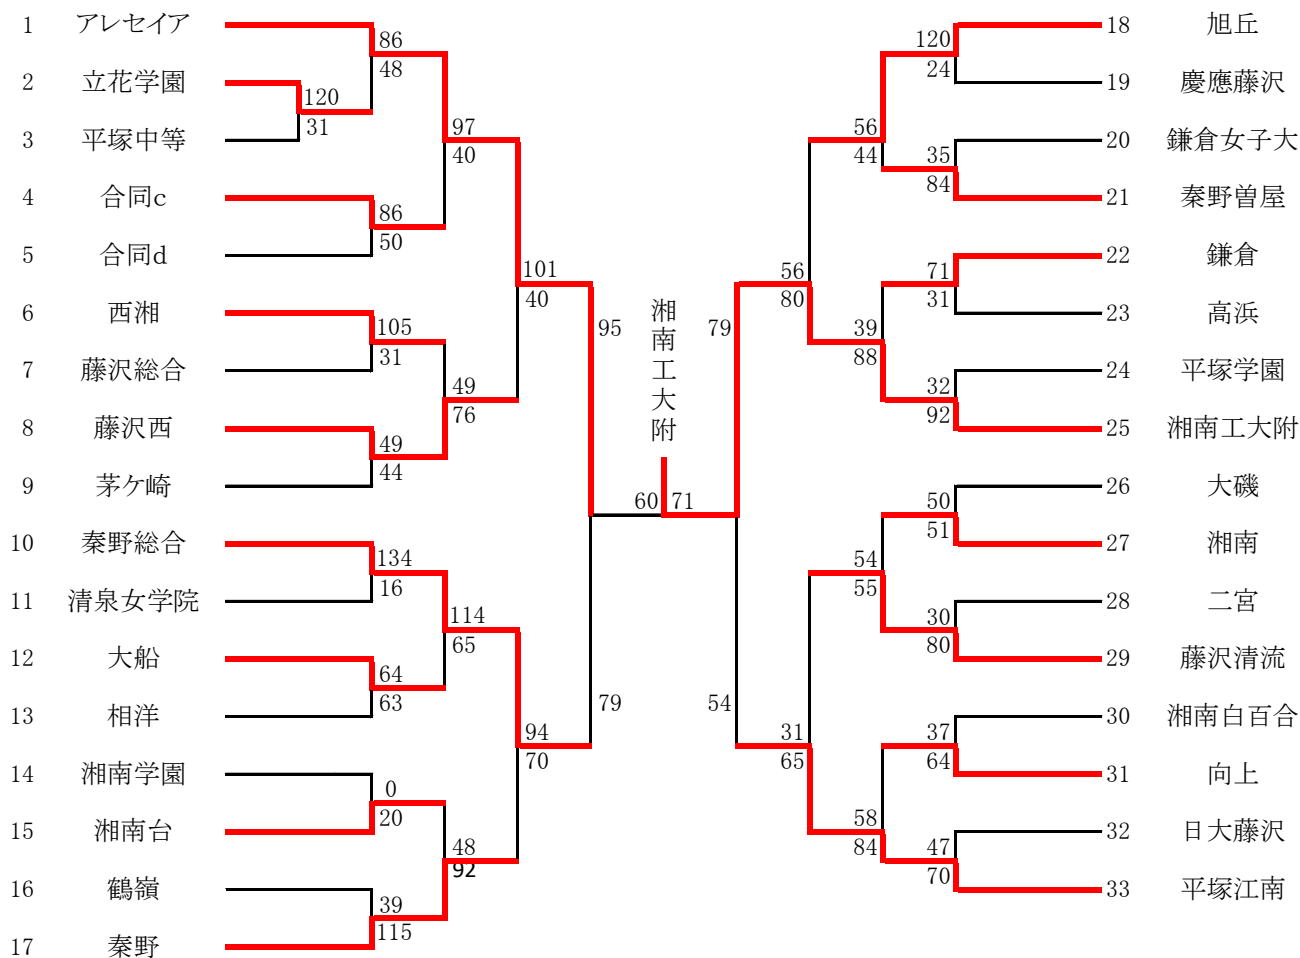 1 アレセイア
2 立花学園
3 平塚中等
4 合同c
5 合同d
6 西湘
7 藤沢総合
8 藤沢西
9 茅ケ崎
10 秦野総合
11 清泉女学院
12 大船
13 相洋
14 湘南学園
15 湘南台
16 鶴嶺
17 秦野
86
48
120
31
86
50
105
31
49
44
134
16
64
63
0
20
39
115
97
40
49
76
114
65
48
92
101
40
94
70
95
79
60
湘南工大附
71
79
54
56
80
31
65
56
44
39
88
54
55
58
84
120
24
35
84
71
31
32
92
50
51
30
80
37
64
47
70
18 旭丘
19 慶應藤沢
20 鎌倉女子大
21 秦野曽屋
22 鎌倉
23 高浜
24 平塚学園
25 湘南工大附
26 大磯
27 湘南
28 二宮
29 藤沢清流
30 湘南白百合
31 向上
32 日大藤沢
33 平塚江南